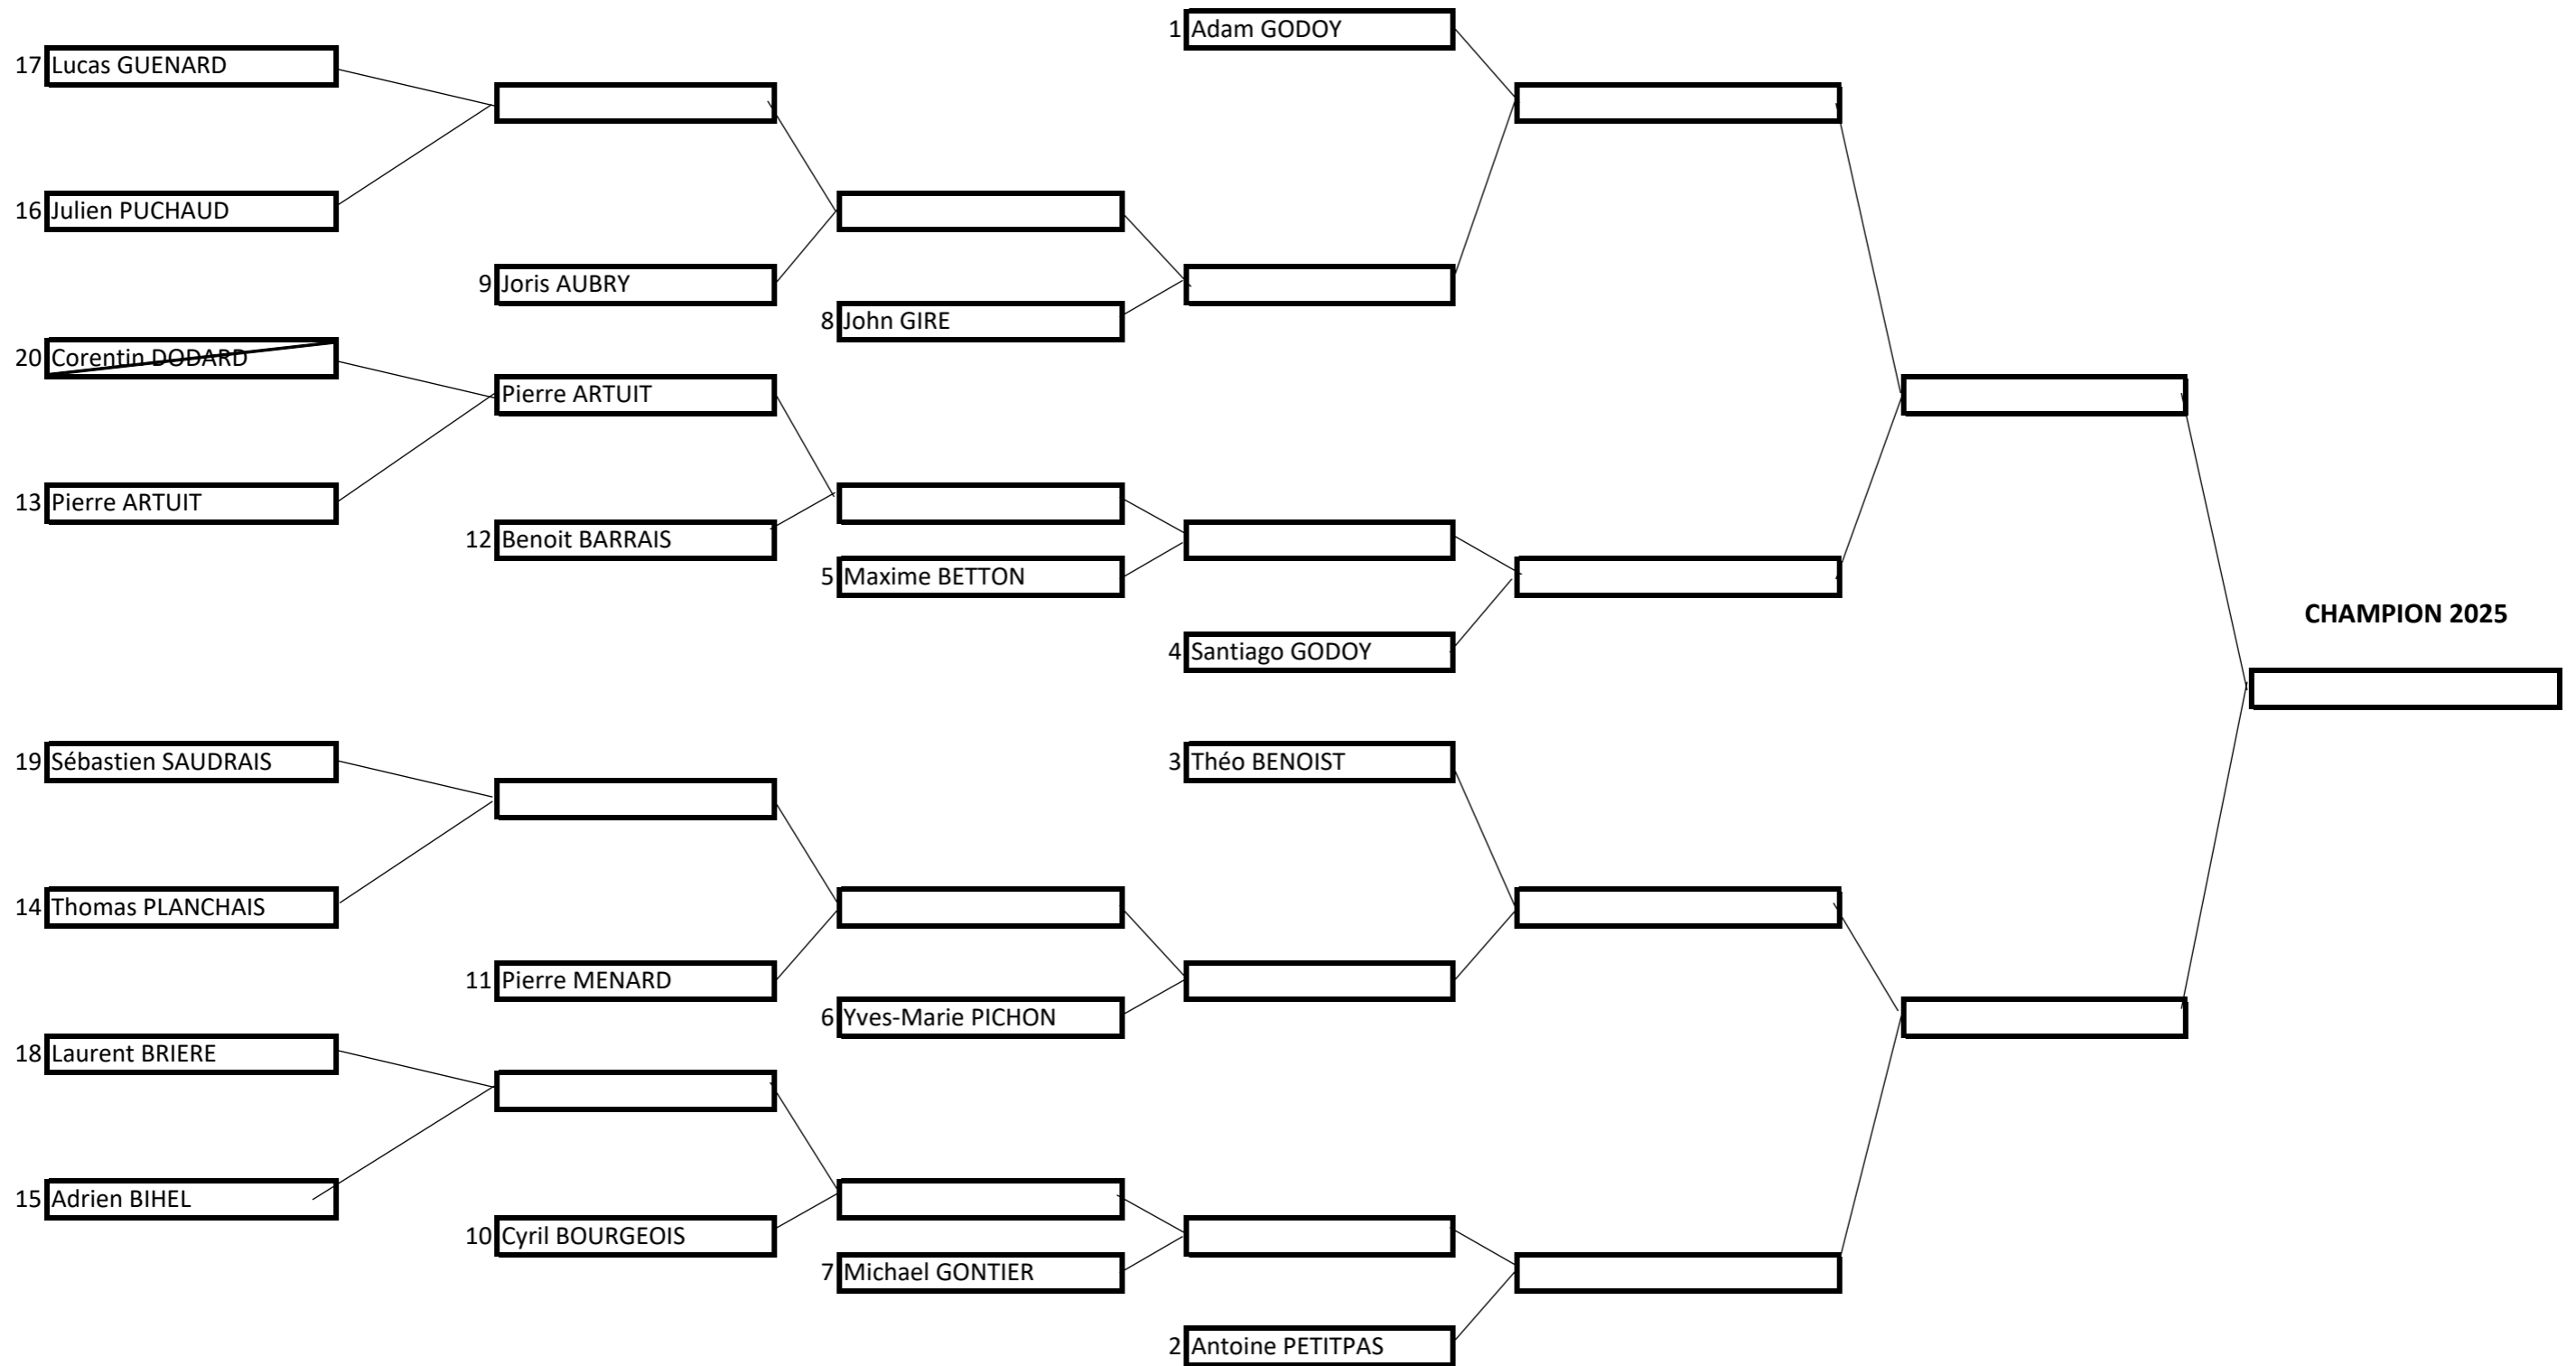 1 Adam GODOY
17 Lucas GUENARD
16 Julien PUCHAUD
9 Joris AUBRY
8 John GIRE
20 Corentin DODARD
Pierre ARTUIT
13 Pierre ARTUIT
12 Benoit BARRAIS
5 Maxime BETTON
CHAMPION 2025
4 Santiago GODOY
19 Sébastien SAUDRAIS
3 Théo BENOIST
14 Thomas PLANCHAIS
11 Pierre MENARD
6 Yves-Marie PICHON
18 Laurent BRIERE
15 Adrien BIHEL
10 Cyril BOURGEOIS
7 Michael GONTIER
2 Antoine PETITPAS